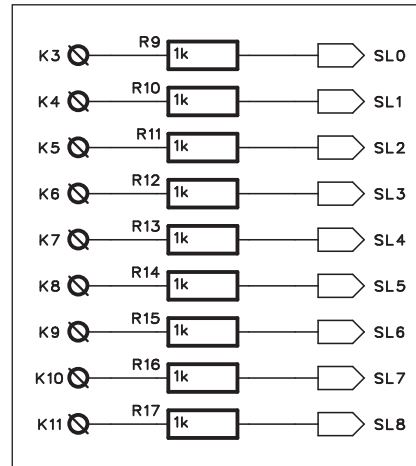 K3 R9 1k SL0
K4 R10 1k SL1
K5 R11 1k SL2
K6 R12 1k SL3
K7 R13 1k SL4
K8 R14 1k SL5
K9 R15 1k SL6
K10 R16 1k SL7
K11 R17 1k SL8